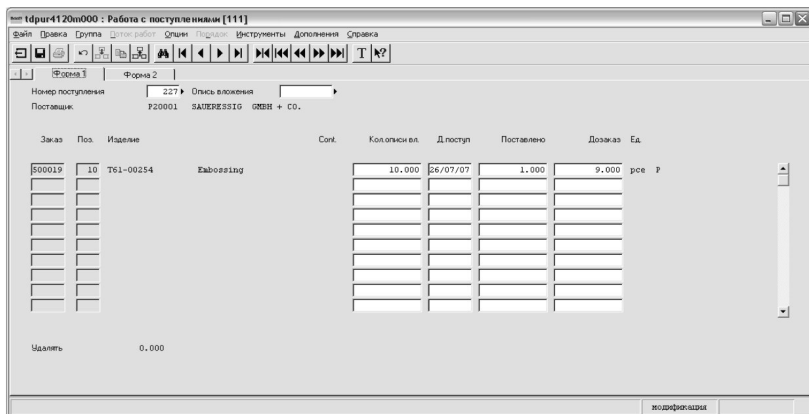 tdpur4120m000 : Работа с поступлениями [111]
Файл Правка Группа Поток работ Опции Порядок Инструменты Дополнения Справка
T
Форма 1 Форма 2
Номер поступления 227 Опись вложения
Поставщик P20001 SAUERESSIG GMBH + CO.
Заказ Поз. Изделие Cont. Кол.описи вл. Д.поступ Поставлено Дозаказ Ед.
500019 10 T61-00254 Embossing 10.000 26/07/07 1.000 9.000 pce P
Удалять 0.000
модификация